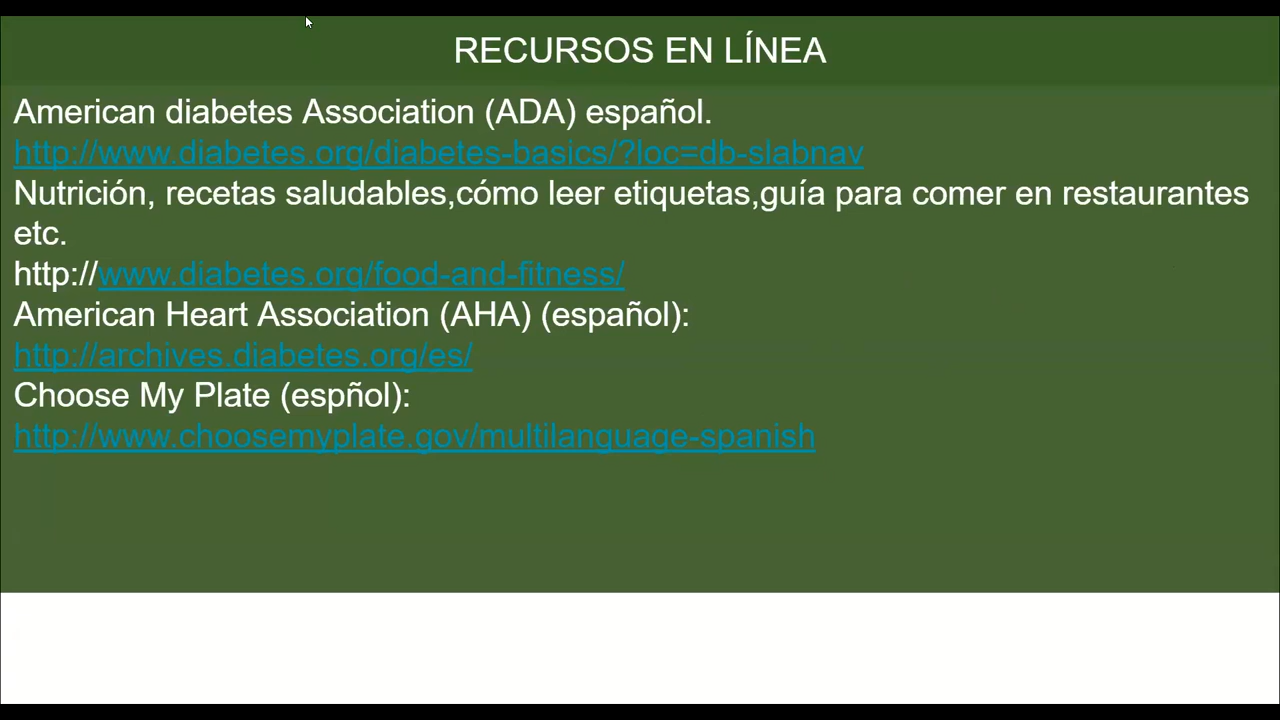 RECURSOS EN LÍNEA
American diabetes Association (ADA) español.
http://www.diabetes.org/diabetes-basics/?loc=db-slabnav
Nutrición, recetas saludables,cómo leer etiquetas,guía para comer en restaurantes
etc.
http://www.diabetes.org/food-and-fitness/
American Heart Association (AHA) (español):
http://archives.diabetes.org/es/
Choose My Plate (espñol):
http://www.choosemyplate.gov/multilanguage-spanish